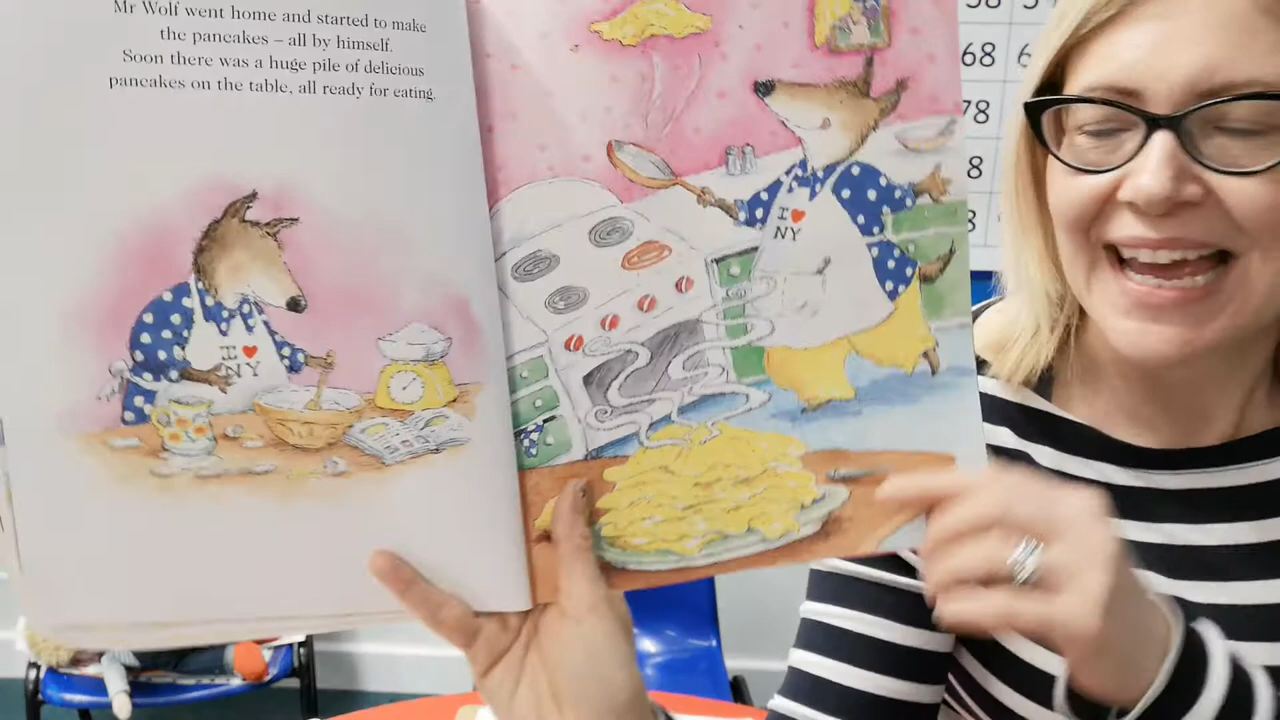 Mr Wolf went home and started to make
the pancakes – all by himself.
Soon there was a huge pile of delicious
pancakes on the table, all ready for eating.
I ❤
NY
I ❤
NY
58
68
78
8